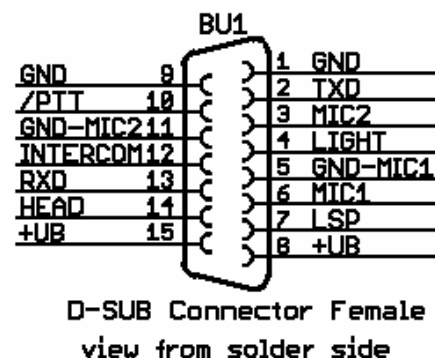 BU1
1 GND
GND 9
2 TXD
/PTT 10
3 MIC2
GND-MIC2 11
4 LIGHT
INTERCOM 12
5 GND-MIC1
RXD 13
6 MIC1
HEAD 14
7 LSP
+UB 15
8 +UB
D-SUB Connector Female
view from solder side